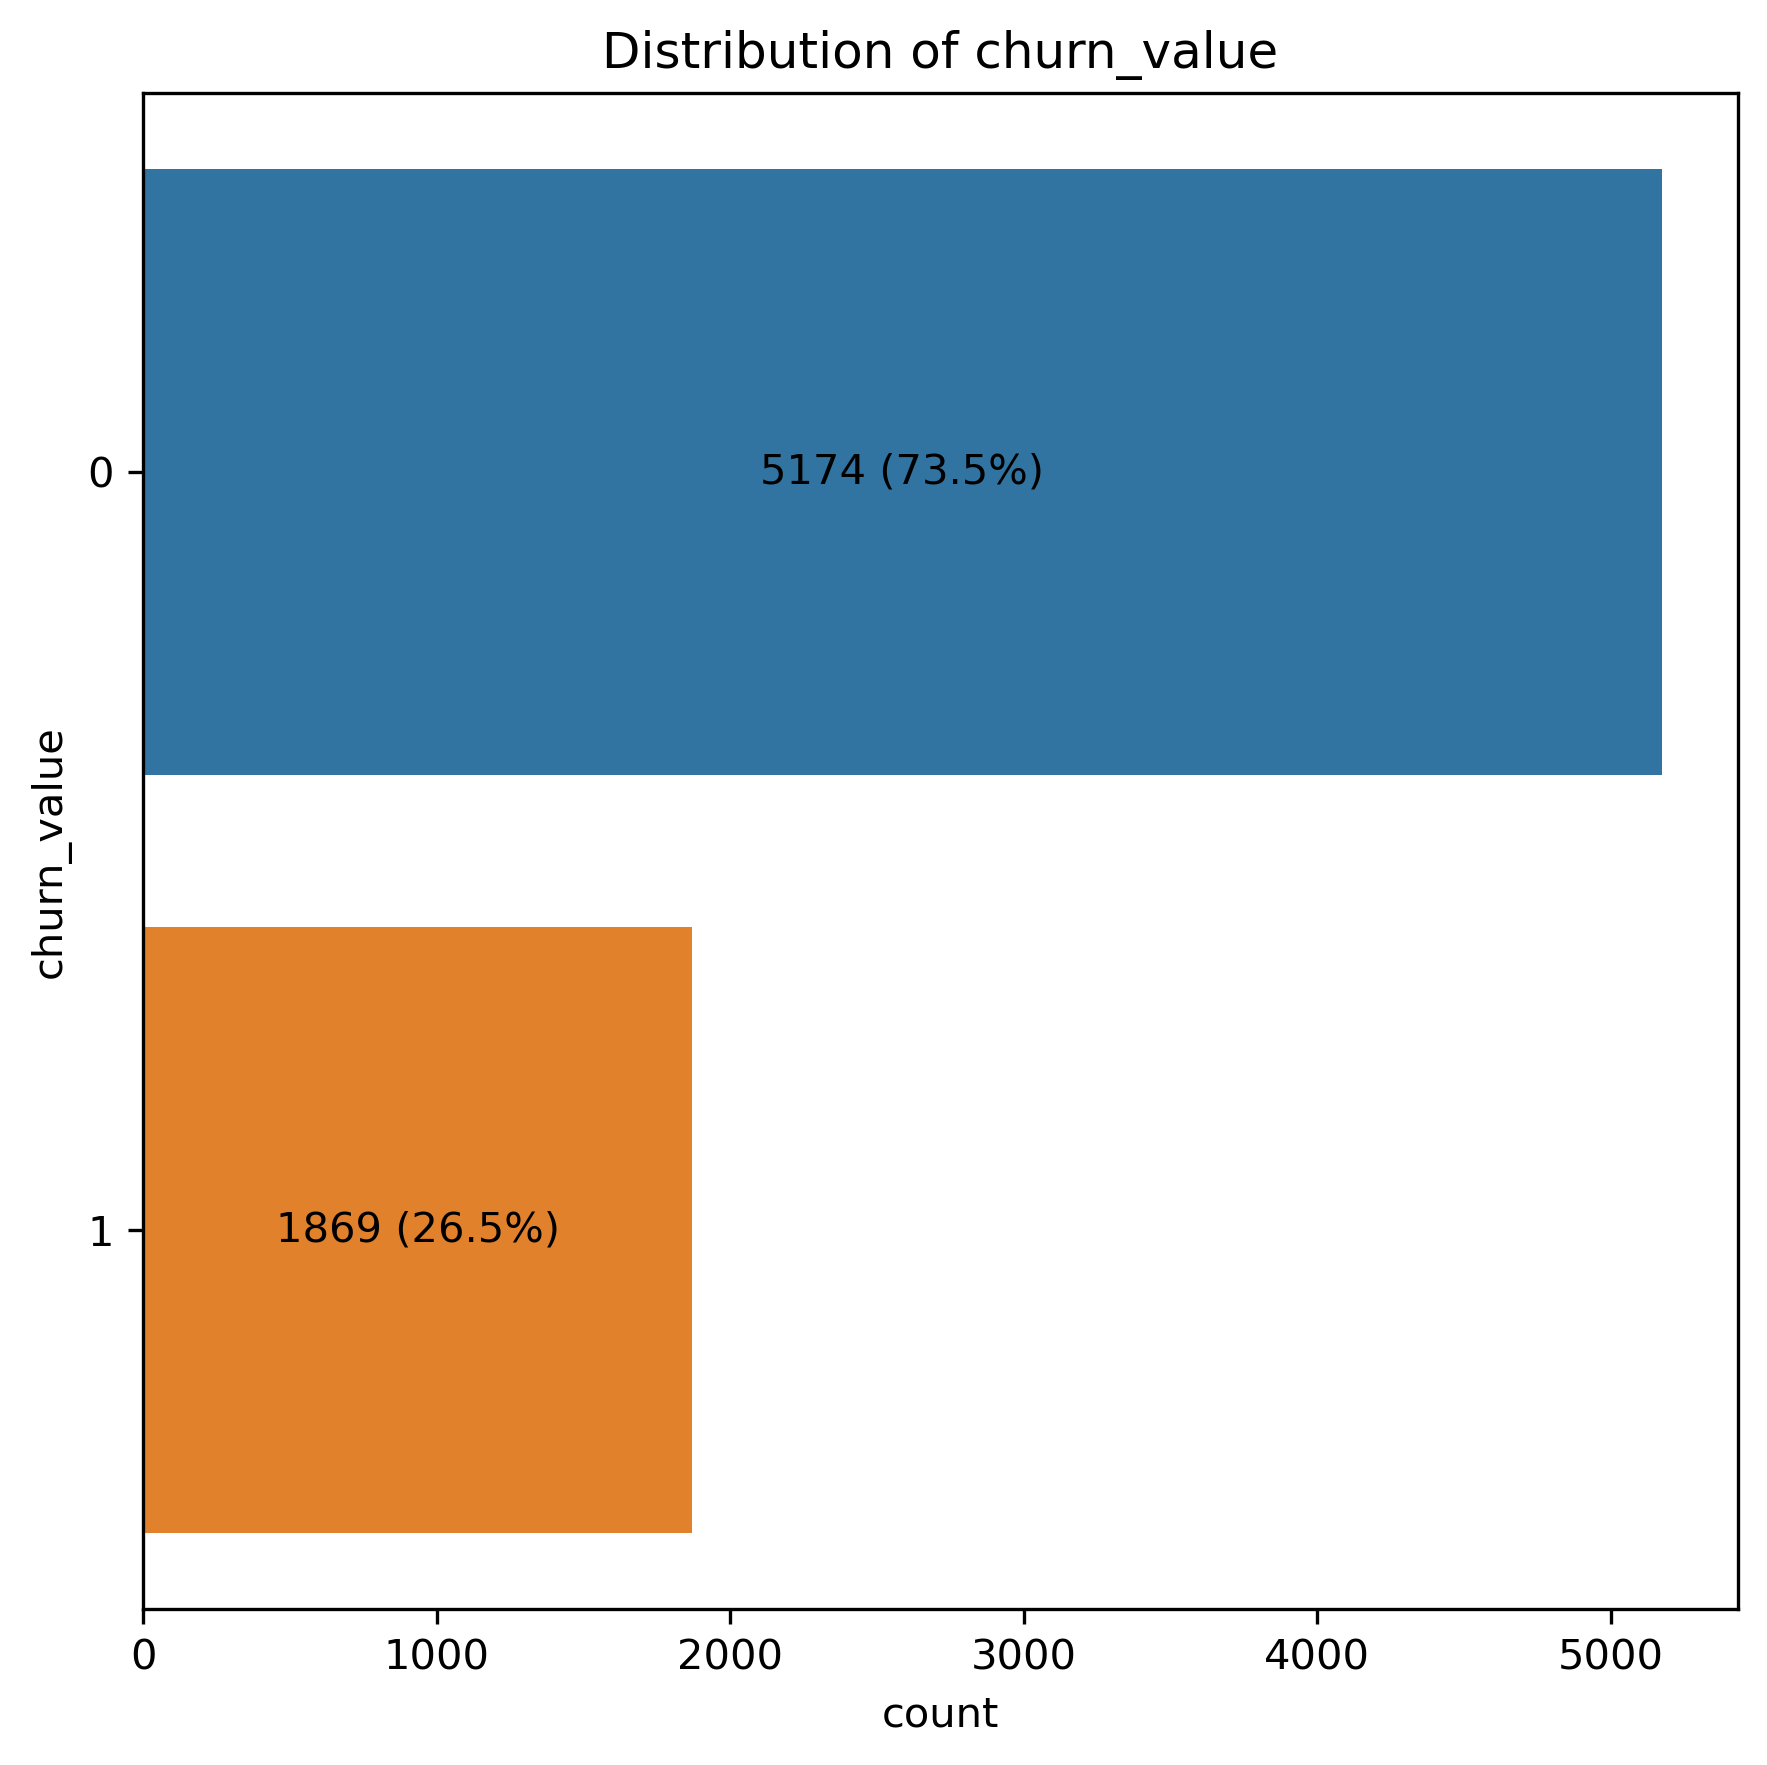 Distribution of churn_value
churn_value
0
5174 (73.5%)
1
1869 (26.5%)
0 1000 2000 3000 4000 5000
count